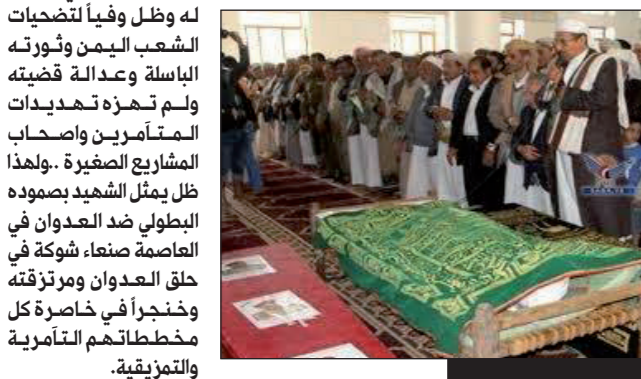 له وظل وفياً لتضحيات
الشعب اليمن وثورته
الباسلة وعدالة قضيته
ولم تهزه تهديدات
المتآمرين واصحاب
المشاريع الصغيرة ..ولهذا
ظل يمثل الشهيد بصموده
البطولي ضد العدوان في
العاصمة صنعاء شوكة في
حلق العدوان ومرتزقته
وخنجراً في خاصرة كل
مخططاتهم التآمرية
والتمزيقية.